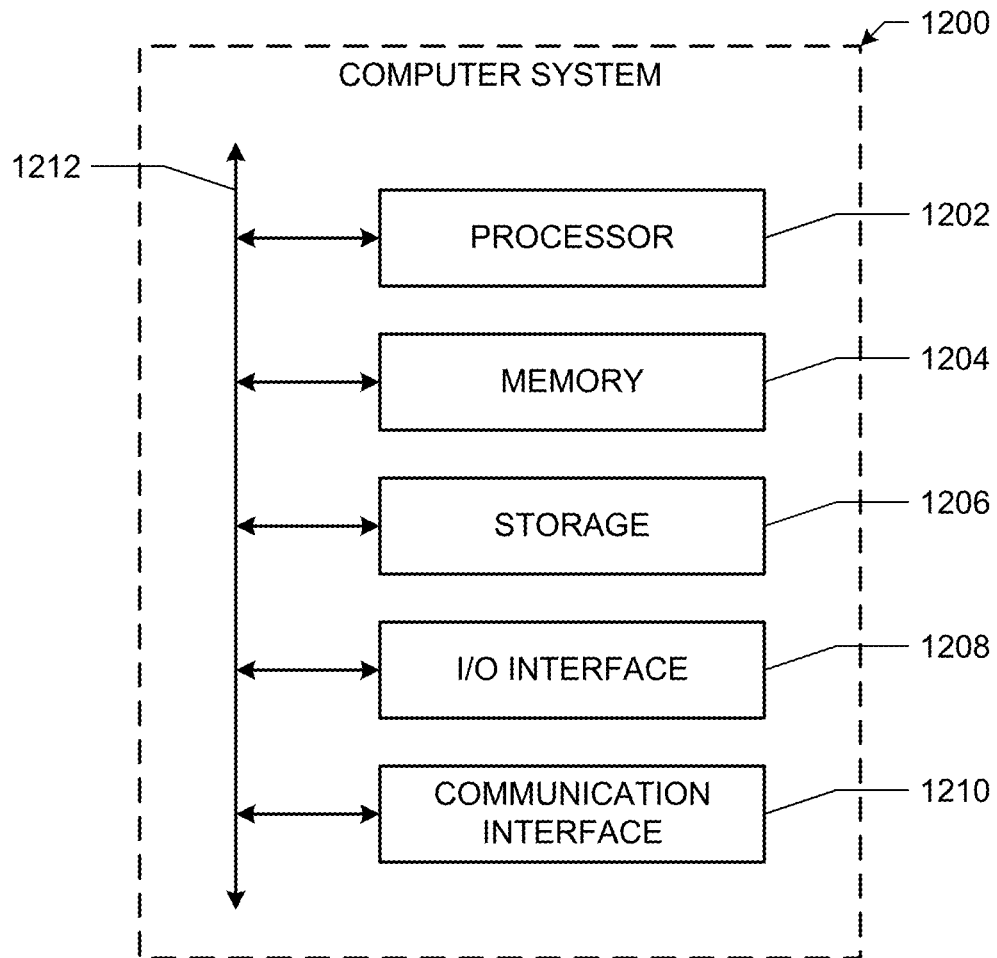 1200
COMPUTER SYSTEM
1212
PROCESSOR
1202
MEMORY
1204
STORAGE
1206
I/O INTERFACE
1208
COMMUNICATION
INTERFACE
1210